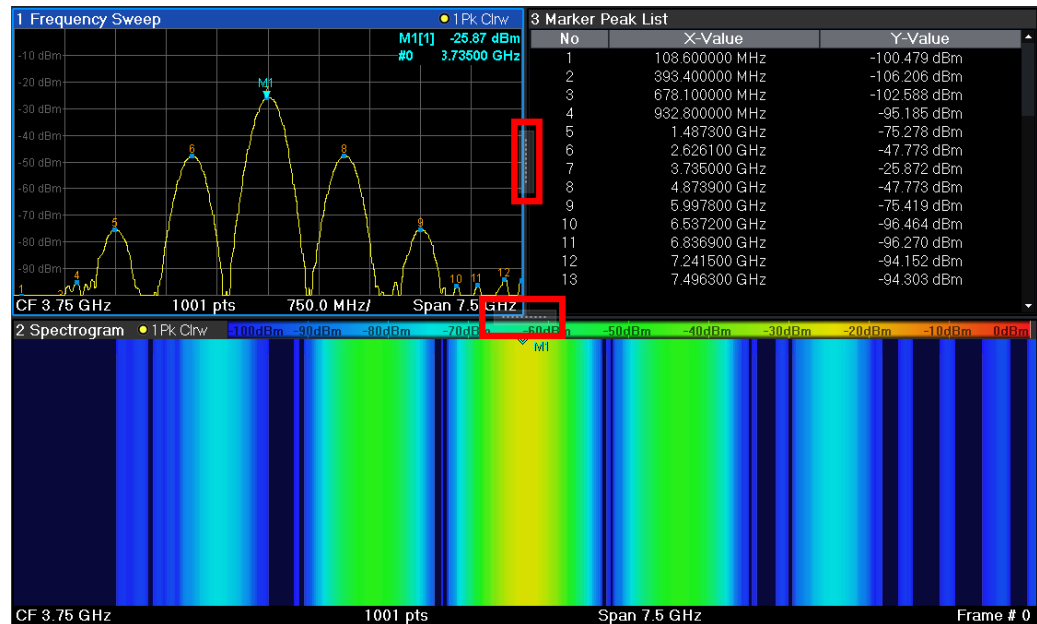 1 Frequency Sweep
1Pk Clrw
M1[1] -25.87 dBm
#0 3.73500 GHz
-10 dBm
-20 dBm
-30 dBm
-40 dBm
-50 dBm
-60 dBm
-70 dBm
-80 dBm
-90 dBm
M1
6
8
5
9
4
1
2
10 11 12
CF 3.75 GHz 1001 pts 750.0 MHz/ Span 7.5 GHz
3 Marker Peak List
No X-Value Y-Value
1 108.600000 MHz -100.479 dBm
2 393.400000 MHz -106.206 dBm
3 678.100000 MHz -102.588 dBm
4 932.800000 MHz -95.185 dBm
5 1.487300 GHz -75.278 dBm
6 2.626100 GHz -47.773 dBm
7 3.735000 GHz -25.872 dBm
8 4.873900 GHz -47.773 dBm
9 5.997800 GHz -75.419 dBm
10 6.537200 GHz -96.464 dBm
11 6.836900 GHz -96.270 dBm
12 7.241500 GHz -94.152 dBm
13 7.496300 GHz -94.303 dBm
2 Spectrogram 1Pk Clrw -100dBm -90dBm -80dBm -70dBm -60dBm -50dBm -40dBm -30dBm -20dBm -10dBm 0dBm
M1
CF 3.75 GHz 1001 pts Span 7.5 GHz Frame # 0